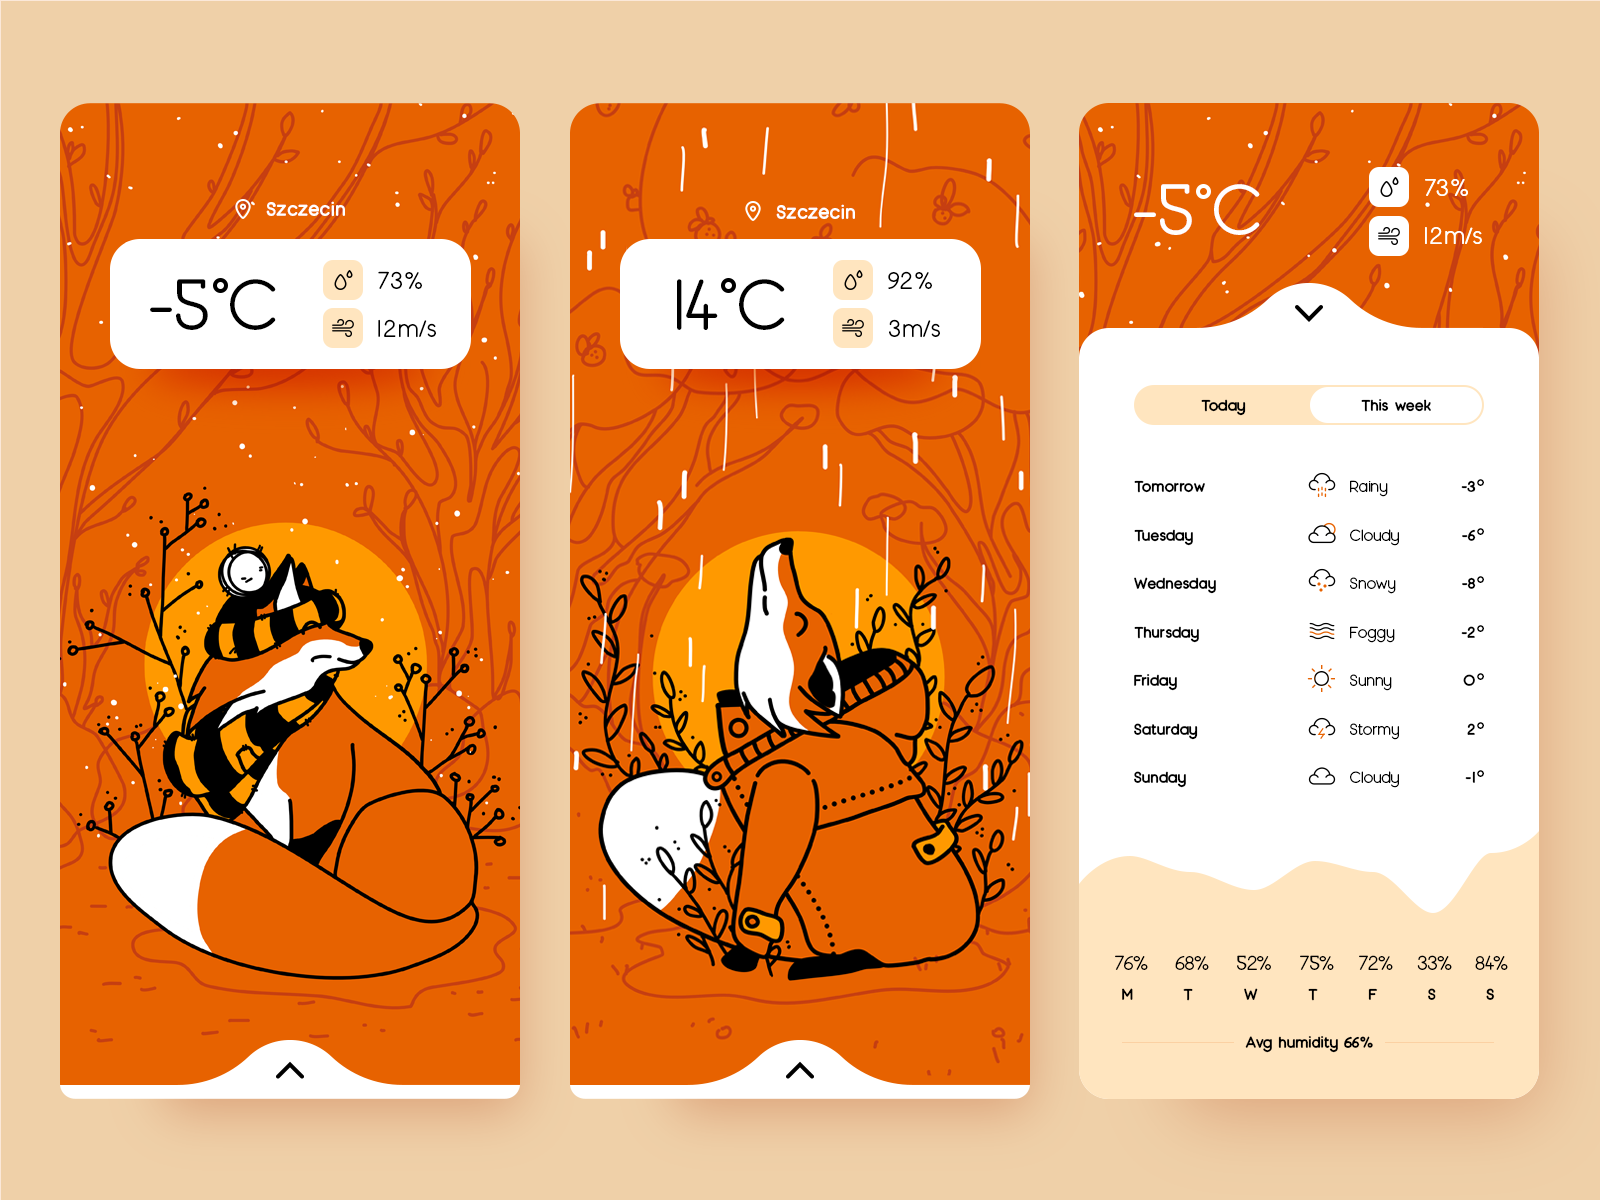 Szczecin
-5°C
73%
12m/s
Szczecin
14°C
92%
3m/s
-5°C
73%
12m/s
Today This week
Tomorrow Rainy -3°
Tuesday Cloudy -6°
Wednesday Snowy -8°
Thursday Foggy -2°
Friday Sunny 0°
Saturday Stormy 2°
Sunday Cloudy -1°
76% 68% 52% 75% 72% 33% 84%
M T W T F S S
Avg humidity 66%